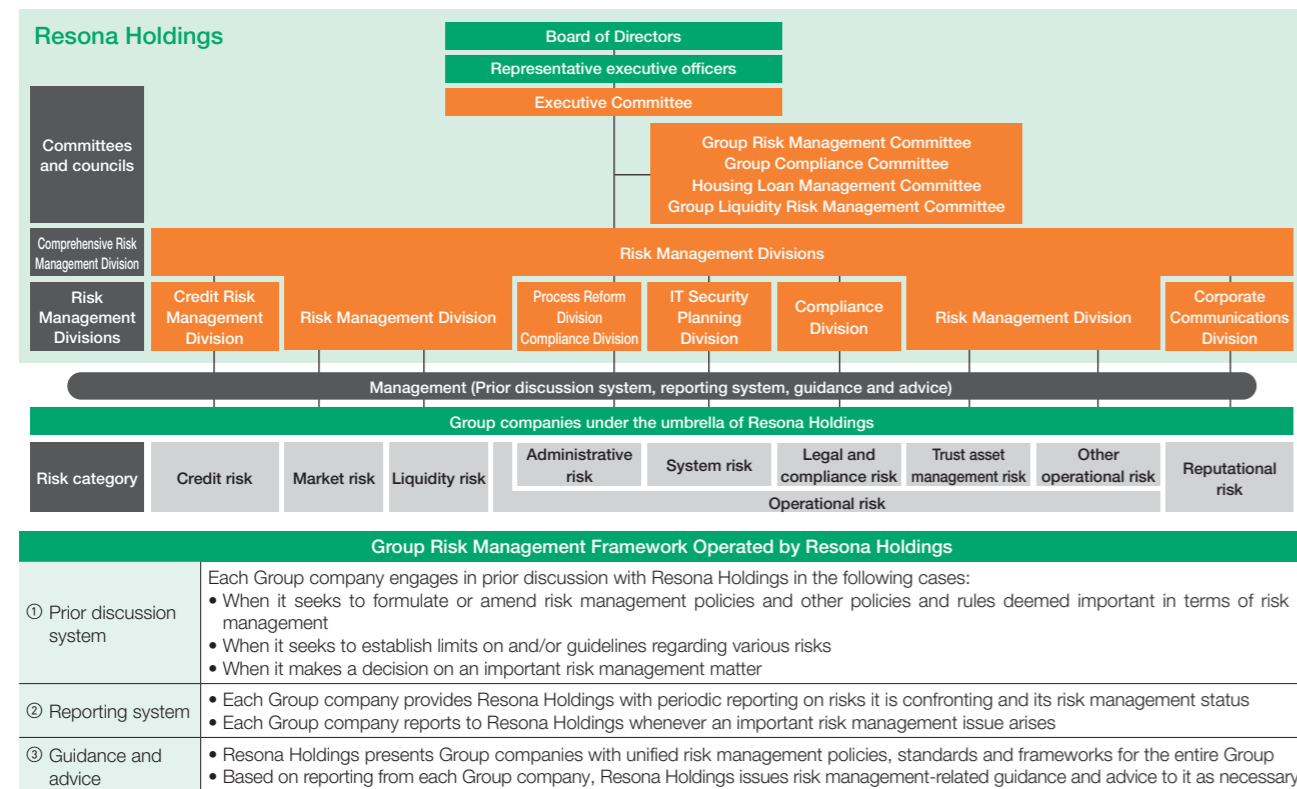 Resona Holdings
Board of Directors
Representative executive officers
Executive Committee
Committees
and councils
Group Risk Management Committee
Group Compliance Committee
Housing Loan Management Committee
Group Liquidity Risk Management Committee
Comprehensive Risk
Management Division
Risk Management Divisions
Risk
Management
Divisions
Credit Risk
Management
Division
Risk Management Division
Process Reform
Division
Compliance Division
IT Security
Planning
Division
Compliance
Division
Risk Management Division
Corporate
Communications
Division
Management (Prior discussion system, reporting system, guidance and advice)
Group companies under the umbrella of Resona Holdings
Risk category
Credit risk
Market risk
Liquidity risk
Administrative
risk
System risk
Legal and
compliance risk
Trust asset
management risk
Other
operational risk
Operational risk
Reputational
risk
Group Risk Management Framework Operated by Resona Holdings
① Prior discussion
system
Each Group company engages in prior discussion with Resona Holdings in the following cases:
• When it seeks to formulate or amend risk management policies and other policies and rules deemed important in terms of risk
management
• When it seeks to establish limits on and/or guidelines regarding various risks
• When it makes a decision on an important risk management matter
② Reporting system
• Each Group company provides Resona Holdings with periodic reporting on risks it is confronting and its risk management status
• Each Group company reports to Resona Holdings whenever an important risk management issue arises
③ Guidance and
advice
• Resona Holdings presents Group companies with unified risk management policies, standards and frameworks for the entire Group
• Based on reporting from each Group company, Resona Holdings issues risk management-related guidance and advice to it as necessary